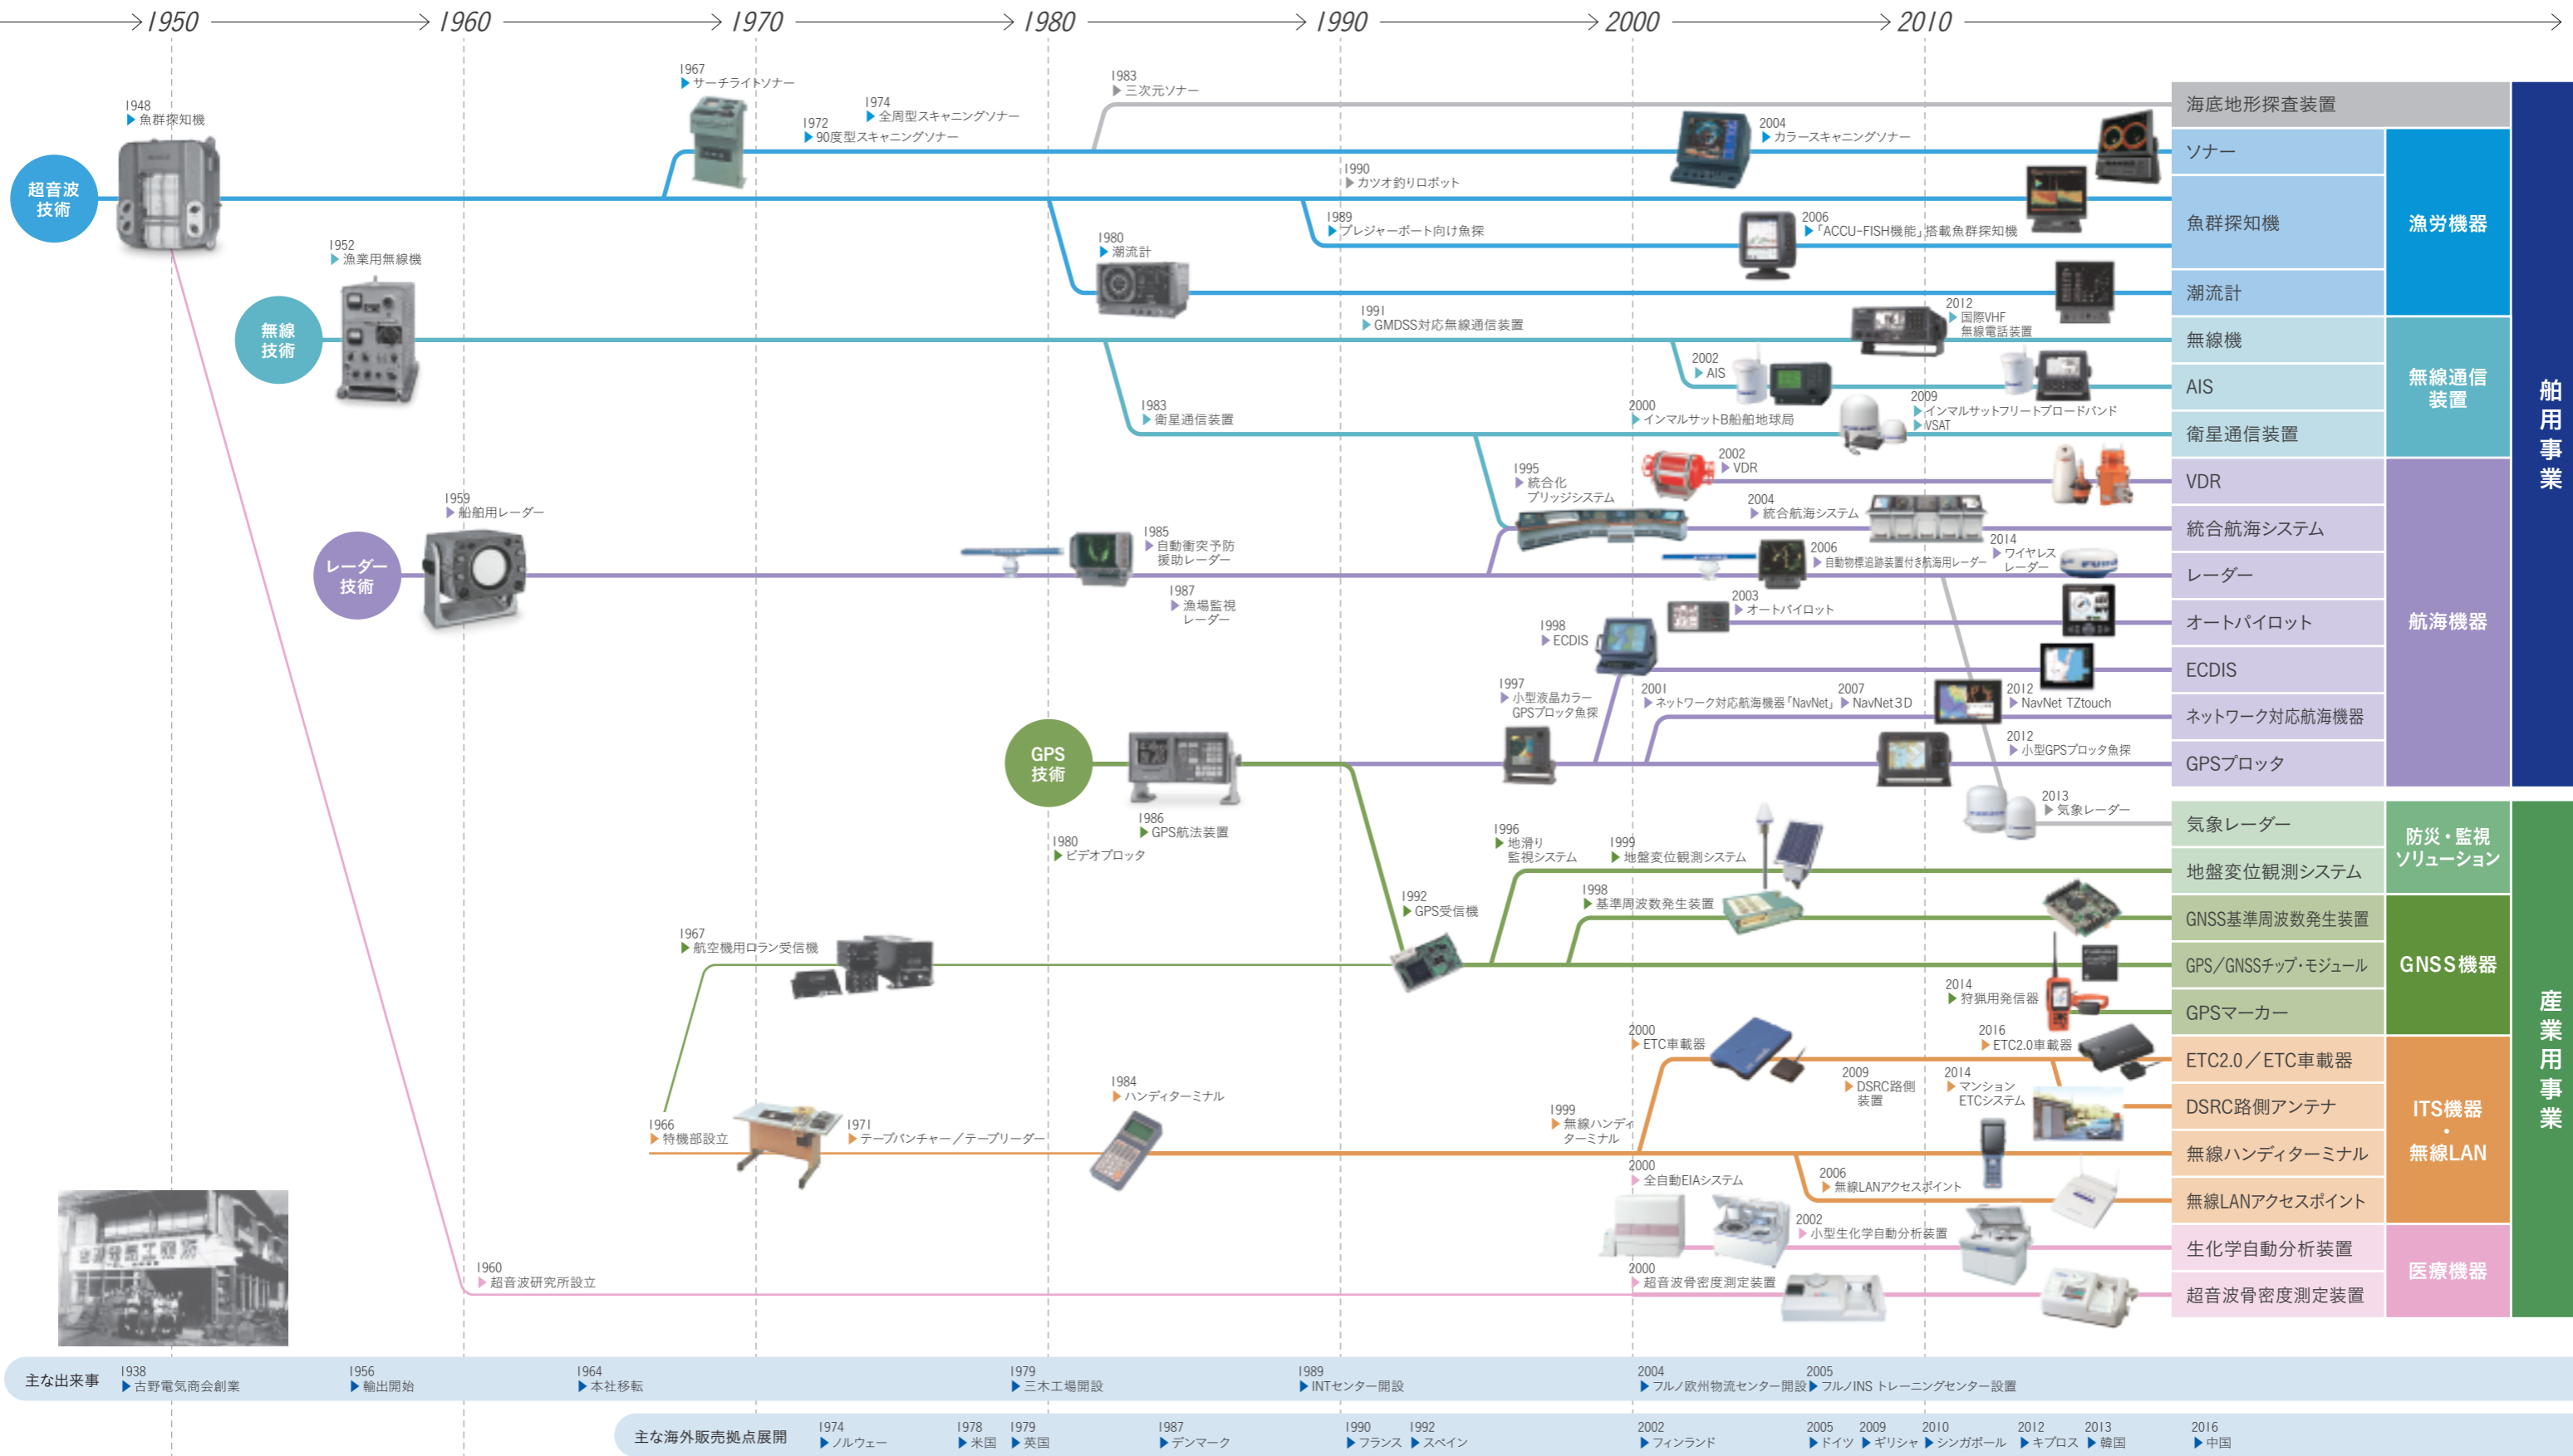 1950
1960
1970
1980
1990
2000
2010
超音波
技術
1948
魚群探知機
1967
サーチライトソナー
1972
90度型スキャニングソナー
1974
全周型スキャニングソナー
1983
三次元ソナー
2004
カラースキャニングソナー
1990
カツオ釣りロボット
1989
プレジャーボート向け魚探
2006
「ACCU-FISH機能」搭載魚群探知機
1980
潮流計
無線
技術
1952
漁業用無線機
1991
GMDSS対応無線通信装置
2012
国際VHF
無線電話装置
2002
AIS
1983
衛星通信装置
2000
インマルサットB船舶地球局
2009
インマルサットフリートブロードバンド
VSAT
レーダー
技術
1959
船舶用レーダー
1985
自動衝突予防
援助レーダー
1987
漁場監視
レーダー
1995
統合化
ブリッジシステム
2002
VDR
2004
統合航海システム
2006
自動物標追跡装置付き航海用レーダー
2014
ワイヤレス
レーダー
2003
オートパイロット
1998
ECDIS
1997
小型液晶カラー
GPSプロッタ魚探
2001
ネットワーク対応航海機器「NavNet」
2007
NavNet 3D
2012
NavNet TZtouch
2012
小型GPSプロッタ魚探
GPS
技術
1986
GPS航法装置
1980
ビデオプロッタ
2013
気象レーダー
1996
地滑り
監視システム
1999
地盤変位観測システム
1998
基準周波数発生装置
1992
GPS受信機
1967
航空機用ロラン受信機
2014
狩猟用発信器
2000
ETC車載器
2016
ETC2.0車載器
2009
DSRC路側
装置
2014
マンション
ETCシステム
1966
特機部設立
1971
テープパンチャー/テープリーダー
1984
ハンディターミナル
1999
無線ハンディ
ターミナル
2006
無線LANアクセスポイント
2000
全自動EIAシステム
2002
小型生化学自動分析装置
1960
超音波研究所設立
2000
超音波骨密度測定装置
海底地形探査装置
ソナー
魚群探知機
潮流計
漁労機器
無線機
AIS
衛星通信装置
無線通信
装置
VDR
統合航海システム
レーダー
オートパイロット
ECDIS
ネットワーク対応航海機器
GPSプロッタ
航海機器
舶用事業
気象レーダー
地盤変位観測システム
防災・監視
ソリューション
GNSS基準周波数発生装置
GPS/GNSSチップ・モジュール
GPSマーカー
GNSS機器
ETC2.0/ETC車載器
DSRC路側アンテナ
無線ハンディターミナル
無線LANアクセスポイント
ITS機器
・
無線LAN
生化学自動分析装置
超音波骨密度測定装置
医療機器
産業用事業
主な出来事
1938
古野電気商会創業
1956
輸出開始
1964
本社移転
1979
三木工場開設
1989
INTセンター開設
2004
フルノ欧州物流センター開設
2005
フルノINS トレーニングセンター設置
主な海外販売拠点展開
1974
ノルウェー
1978
米国
1979
英国
1987
デンマーク
1990
フランス
1992
スペイン
2002
フィンランド
2005
ドイツ
2009
ギリシャ
2010
シンガポール
2012
キプロス
2013
韓国
2016
中国